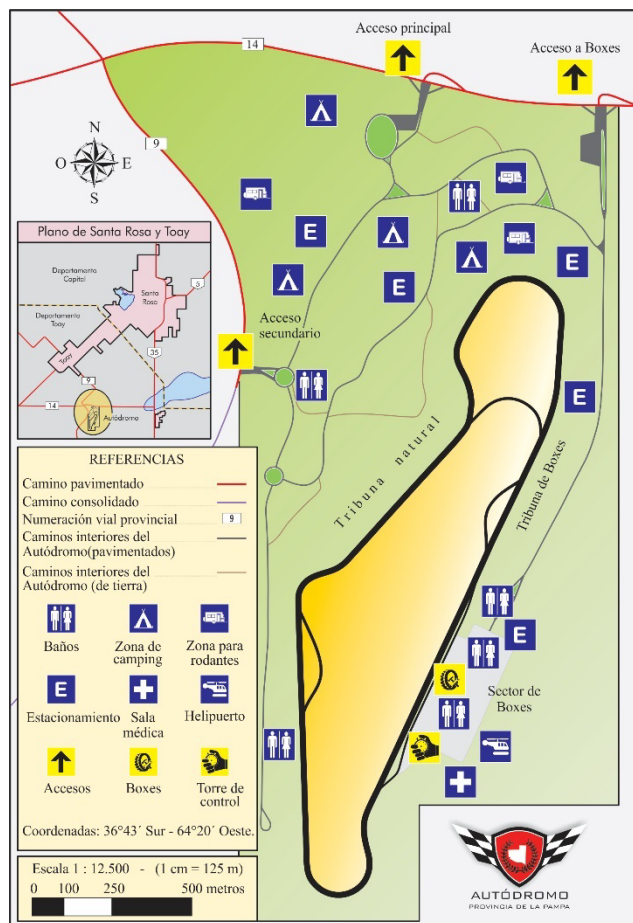 Acceso principal
Acceso a Boxes
14
9
N
O E
S
Plano de Santa Rosa y Toay
Departamento
Capital
Santa
Rosa
5
Departamento
Toay
Toay
35
9
14
Autódromo
Acceso
secundario
E
E
E
E
Tribuna natural
Tribuna de Boxes
E
Sector de
Boxes
REFERENCIAS
Camino pavimentado
Camino consolidado
Numeración vial provincial 9
Caminos interiores del
Autódromo(pavimentados)
Caminos interiores del
Autódromo (de tierra)
Baños
Zona de
camping
Zona para
rodantes
E
Estacionamiento
Sala
médica
Helipuerto
Accesos
Boxes
Torre de
control
Coordenadas: 36°43´ Sur - 64°20´ Oeste.
Escala 1 : 12.500 - (1 cm = 125 m)
0 100 250 500 metros
AUTÓDROMO
PROVINCIA DE LA PAMPA